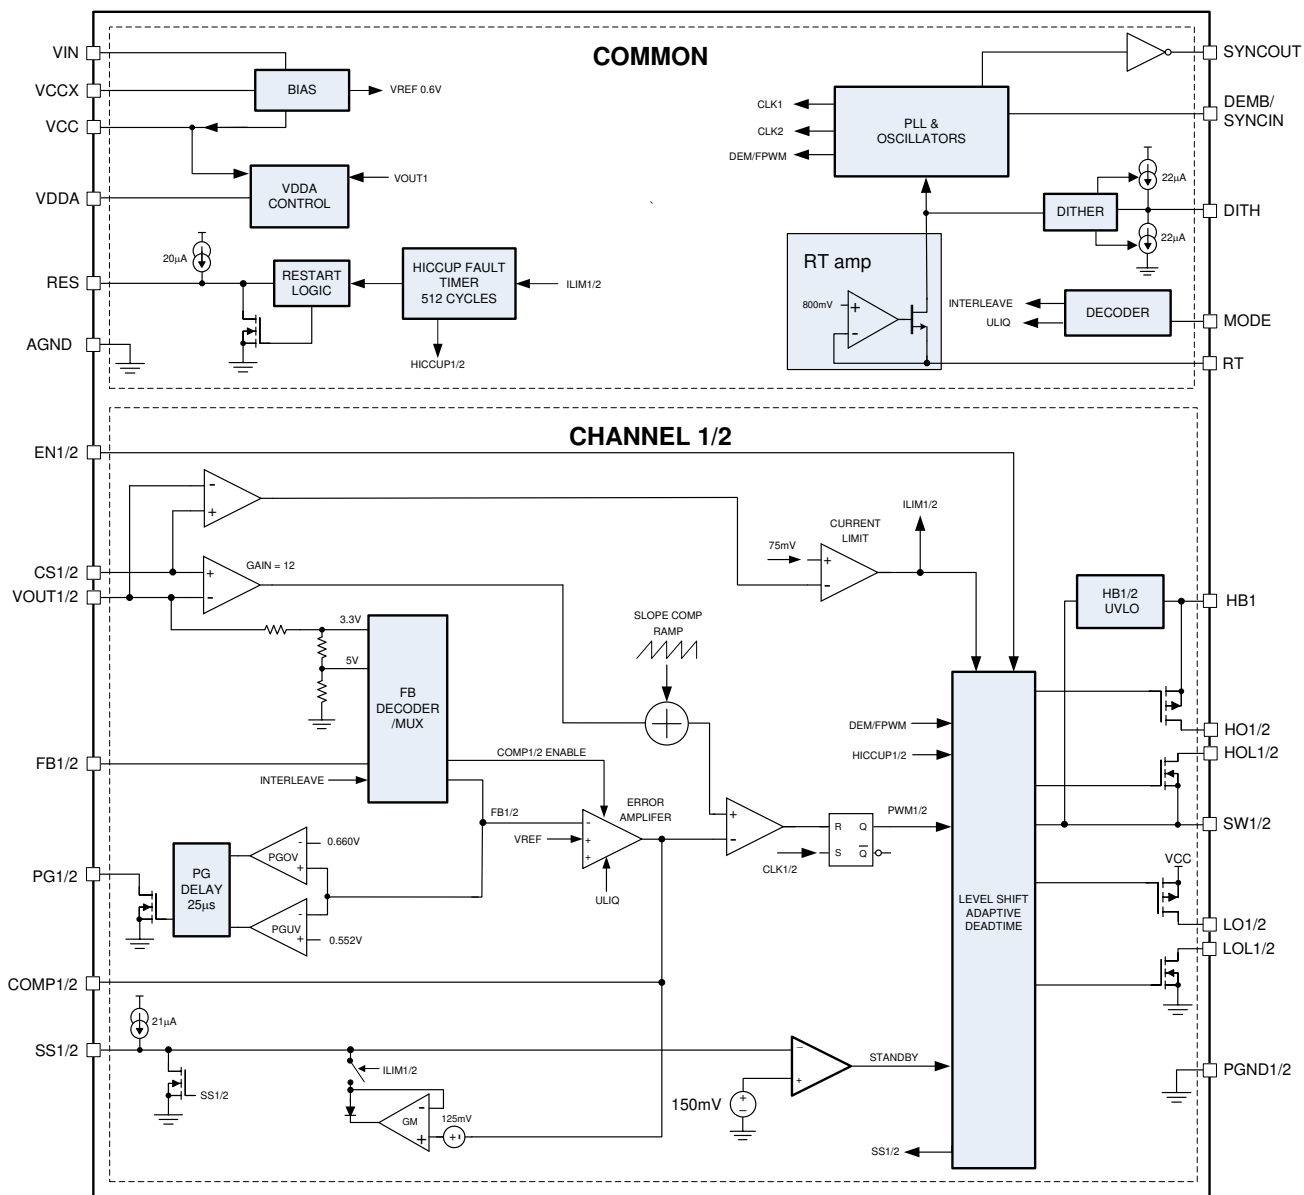 COMMON
VIN
VCCX
VCC
VDDA
RES
AGND
BIAS
VREF 0.6V
VDDA
CONTROL
VOUT1
20µA
RESTART
LOGIC
HICCUP FAULT
TIMER
512 CYCLES
ILIM1/2
HICCUP1/2
CLK1
CLK2
DEM/FPWM
PLL &
OSCILLATORS
SYNCOUT
DEMB/
SYNCIN
22µA
DITHER
DITH
22µA
RT amp
800mV
+
-
INTERLEAVE
ULIQ
DECODER
MODE
RT
CHANNEL 1/2
EN1/2
-
+
CS1/2
VOUT1/2
+
-
GAIN = 12
75mV
CURRENT
LIMIT
+
-
ILIM1/2
HB1/2
UVLO
HB1
SLOPE COMP
RAMP
3.3V
5V
FB
DECODER
/MUX
FB1/2
INTERLEAVE
COMP1/2 ENABLE
FB1/2
VREF
-
+
+
ERROR
AMPLIFER
ULIQ
+
-
R
Q
S
Q
CLK1/2
PWM1/2
DEM/FPWM
HICCUP1/2
LEVEL SHIFT
ADAPTIVE
DEADTIME
HO1/2
HOL1/2
SW1/2
VCC
LO1/2
LOL1/2
PGND1/2
PG1/2
PG
DELAY
25µs
PGOV
-
+
0.660V
PGUV
-
+
0.552V
COMP1/2
21µA
SS1/2
SS1/2
ILIM1/2
GM
-
+
125mV
+
-
+
150mV
+
STANDBY
SS1/2